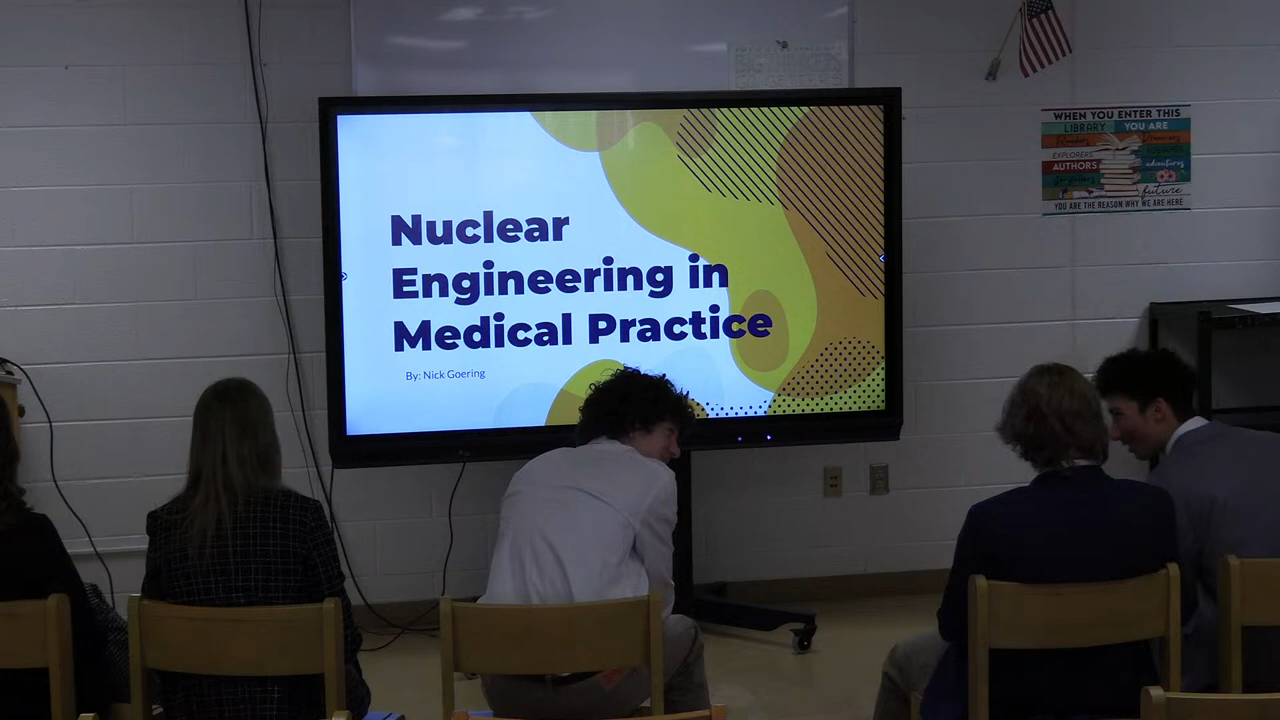 Nuclear
Engineering in
Medical Practice
By: Nick Goering
WHEN YOU ENTER THIS
LIBRARY YOU ARE
EXPLORERS
AUTHORS adventures
future
YOU ARE THE REASON WHY WE ARE HERE